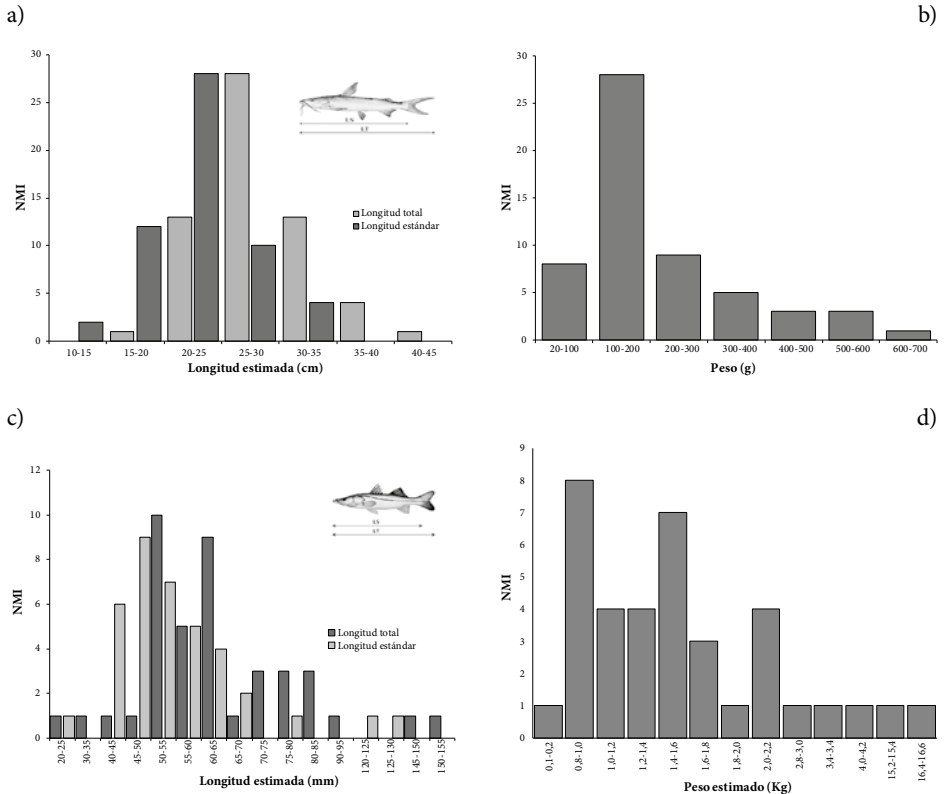 a)
b)
30
25
20
15
10
5
0
NMI
LS
LT
Longitud total
Longitud estándar
10-15 15-20 20-25 25-30 30-35 35-40 40-45
Longitud estimada (cm)
30
25
20
15
10
5
0
NMI
20-100 100-200 200-300 300-400 400-500 500-600 600-700
Peso (g)
c)
d)
12
10
8
6
4
2
0
NMI
LS
LT
Longitud total
Longitud estándar
20-25 30-35 40-45 45-50 50-55 55-60 60-65 65-70 70-75 75-80 80-85 90-95 120-125 125-130 145-150 150-155
Longitud estimada (mm)
9
8
7
6
5
4
3
2
1
0
NMI
0,1-0,2 0,8-1,0 1,0-1,2 1,2-1,4 1,4-1,6 1,6-1,8 1,8-2,0 2,0-2,2 2,8-3,0 3,4-3,4 4,0-4,2 15,2-15,4 16,4-16,6
Peso estimado (Kg)